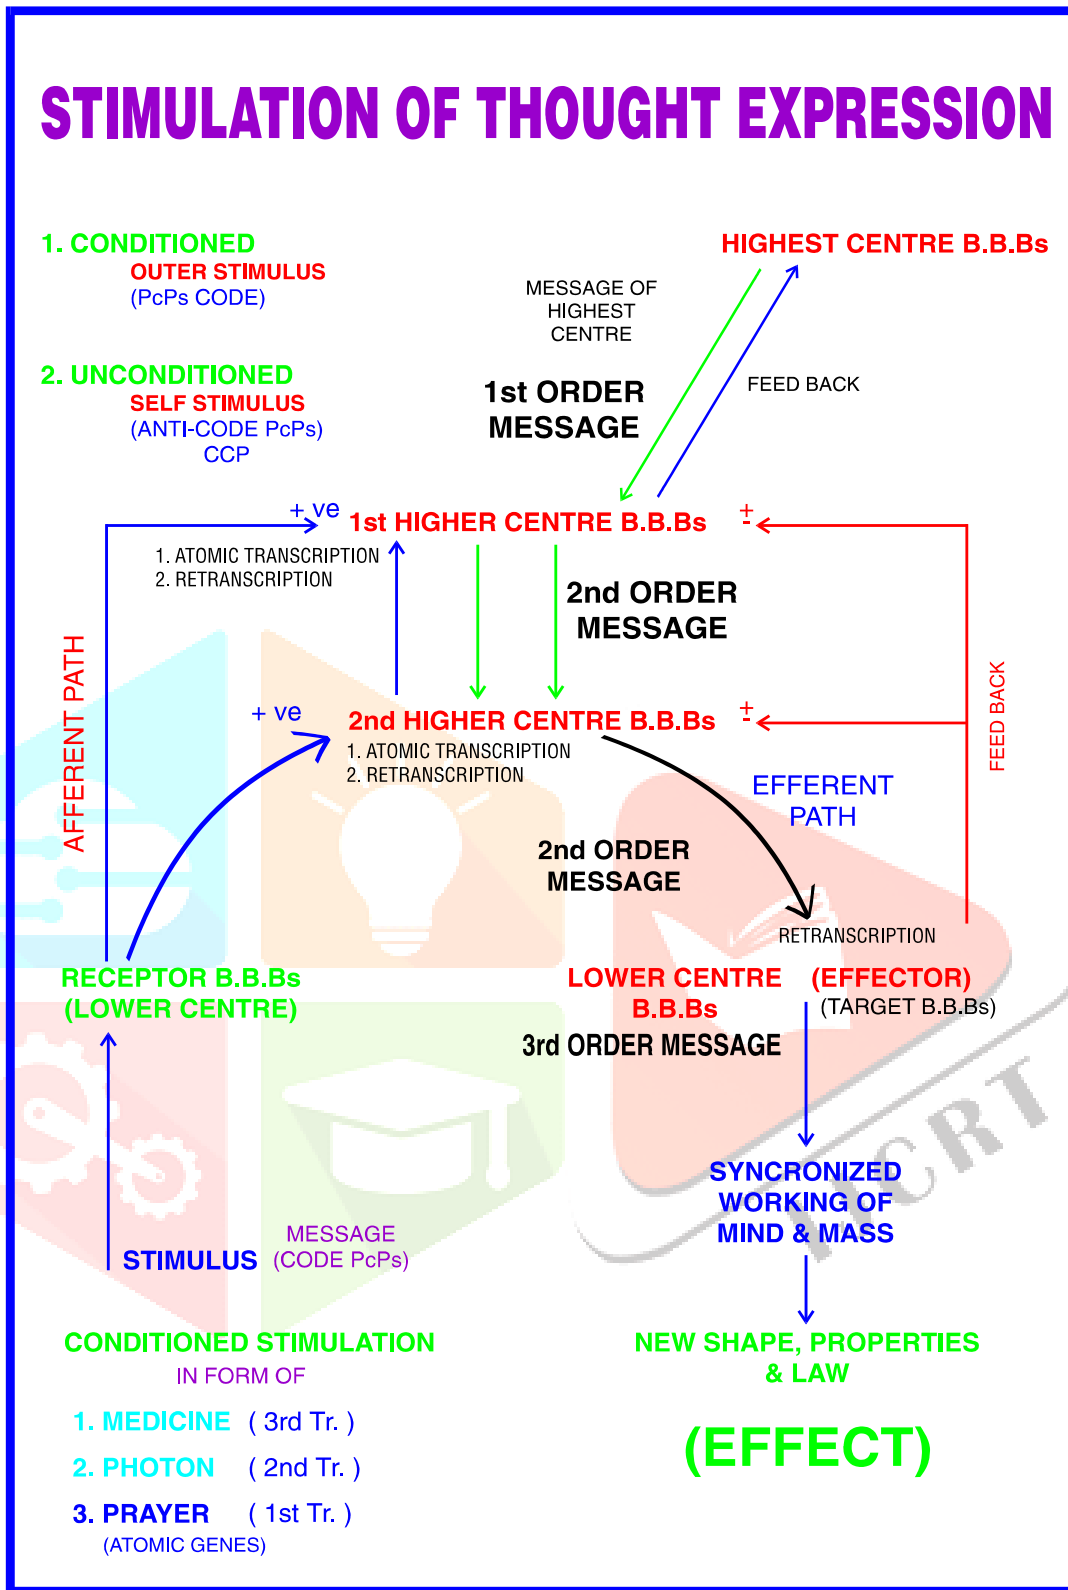 STIMULATION OF THOUGHT EXPRESSION
1. CONDITIONED
OUTER STIMULUS
(PcPs CODE)
2. UNCONDITIONED
SELF STIMULUS
(ANTI-CODE PcPs)
CCP
HIGHEST CENTRE B.B.Bs
MESSAGE OF
HIGHEST
CENTRE
1st ORDER
MESSAGE
FEED BACK
+ ve
1st HIGHER CENTRE B.B.Bs
+
-
1. ATOMIC TRANSCRIPTION
2. RETRANSCRIPTION
2nd ORDER
MESSAGE
AFFERENT PATH
FEED BACK
+ ve
2nd HIGHER CENTRE B.B.Bs
+
-
1. ATOMIC TRANSCRIPTION
2. RETRANSCRIPTION
EFFERENT
PATH
2nd ORDER
MESSAGE
RETRANSCRIPTION
RECEPTOR B.B.Bs
(LOWER CENTRE)
LOWER CENTRE
B.B.Bs
(EFFECTOR)
(TARGET B.B.Bs)
3rd ORDER MESSAGE
SYNCRONIZED
WORKING OF
MIND & MASS
STIMULUS
MESSAGE
(CODE PcPs)
CONDITIONED STIMULATION
IN FORM OF
1. MEDICINE ( 3rd Tr. )
2. PHOTON ( 2nd Tr. )
3. PRAYER ( 1st Tr. )
(ATOMIC GENES)
NEW SHAPE, PROPERTIES
& LAW
(EFFECT)
IJCRT